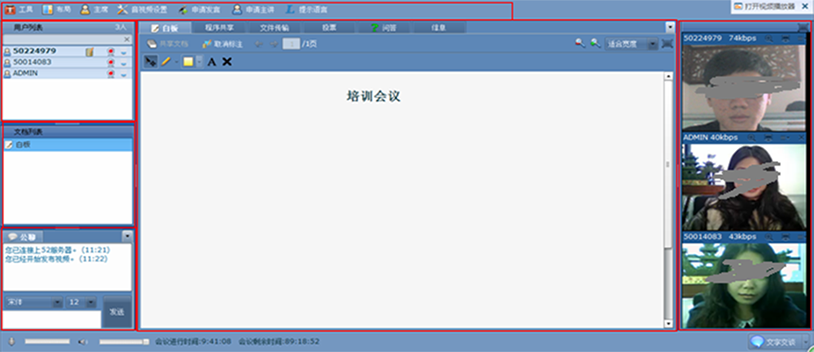 工具 布局 主席 音视频设置 申请发言 申请主讲 提示语言
打开视频播放器
用户列表 3人
50224979
50014083
ADMIN
文档列表
白板
公聊
您已连接上52服务器。(11:21)
您已经开始发布视频。(11:22)
宋体 12
发送
白板 程序共享 文件传输 投票 问答 信息
共享文档 取消标注 /1页 适合宽度
A
培训会议
50224979 74kbps
ADMIN 40kbps
50014083 43kbps
会议进行时间:9:41:08 会议剩余时间:89:18:52
文字交谈